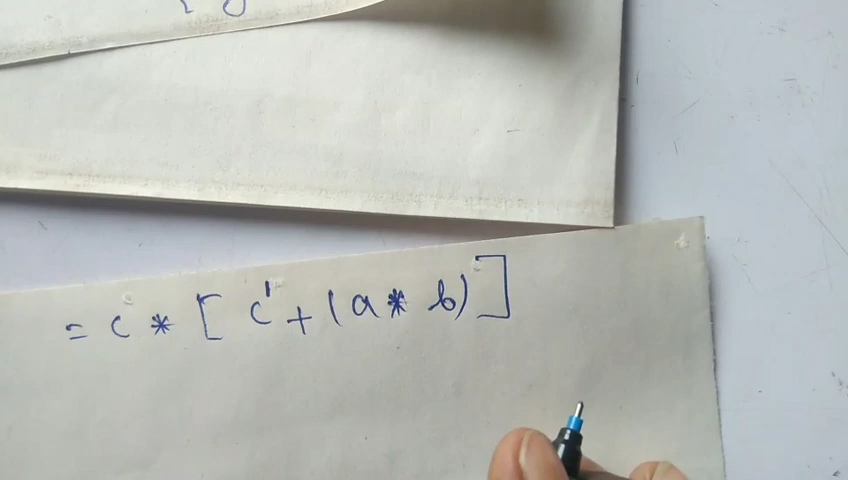 = c * [ c' + (a * b) ]